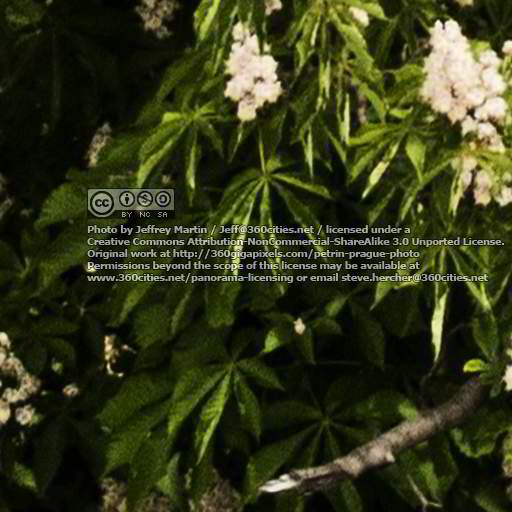 cc BY NC SA
Photo by Jeffrey Martin / Jeff@360cities.net / licensed under a
Creative Commons Attribution-NonCommercial-ShareAlike 3.0 Unported License.
Original work at http://360gigapixels.com/petrin-prague-photo
Permissions beyond the scope of this license may be available at
www.360cities.net/panorama-licensing or email steve.hercher@360cities.net